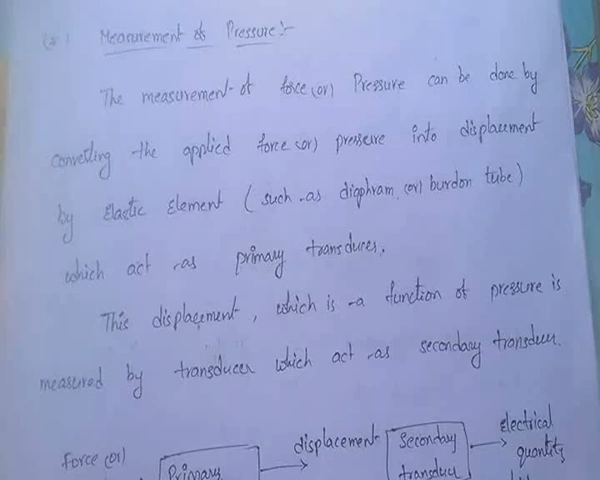 Measurement of Pressure:-
The measurement of force (or) Pressure can be done by
converting the applied force (or) pressure into displacement
by Elastic Element (such as diaphram (or) burdon tube)
which act as primary transducer.
This displacement, which is a function of pressure is
measured by transducer which act as secondary transducer.
force (or)
displacement
electrical
quantity
Primary
Secondary
transducer